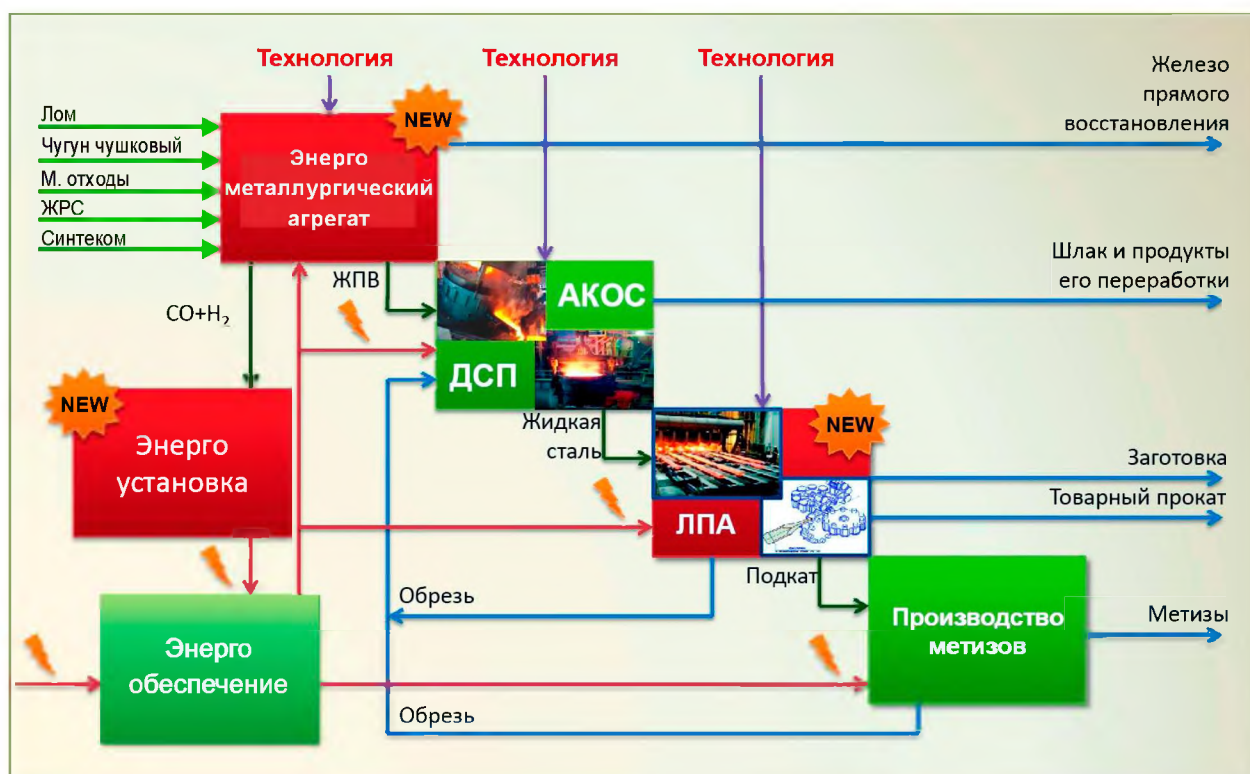 Технология
Технология
Технология
Железо
прямого
восстановления
Лом
Чугун чушковый
М. отходы
ЖРС
Синтеком
NEW
Энерго
металлургический
агрегат
Шлак и продукты
его переработки
ЖПВ
АКОС
CO+H₂
ДСП
NEW
Энерго
установка
Жидкая
сталь
NEW
Заготовка
Товарный прокат
ЛПА
Подкат
Обрезь
Производство
метизов
Метизы
Энерго
обеспечение
Обрезь